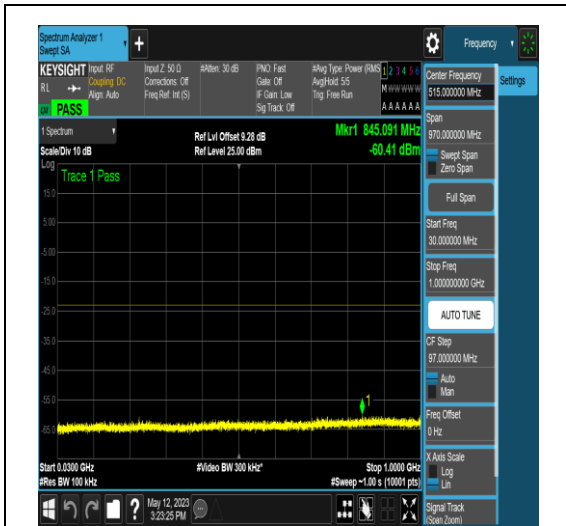 Spectrum Analyzer 1
Swept SA
Frequency
KEYSIGHT
RL
PASS
Input: RF
Coupling: DC
Align: Auto
Input Z: 50 Ω
Corrections: Off
Freq Ref: Int (S)
#Atten: 30 dB
PNO: Fast
Gate: Off
IF Gain: Low
Sig Track: Off
#Avg Type: Power (RMS
Avg|Hold: 5/5
Trig: Free Run
1 2 3 4 5 6
M W W W W W
A A A A A A
1 Spectrum
Scale/Div 10 dB
Ref Lvl Offset 9.28 dB
Ref Level 25.00 dBm
Mkr1 845.091 MHz
-60.41 dBm
Log
Trace 1 Pass
15.0
5.00
-5.00
-15.0
-25.0
-35.0
-45.0
-55.0
-65.0
1
Start 0.0300 GHz
#Res BW 100 kHz
#Video BW 300 kHz*
Stop 1.0000 GHz
#Sweep ~1.00 s (10001 pts)
Settings
Center Frequency
515.000000 MHz
Span
970.000000 MHz
Swept Span
Zero Span
Full Span
Start Freq
30.000000 MHz
Stop Freq
1.000000000 GHz
AUTO TUNE
CF Step
97.000000 MHz
Auto
Man
Freq Offset
0 Hz
X Axis Scale
Log
Lin
Signal Track
(Span Zoom)
May 12, 2023
3:23:25 PM